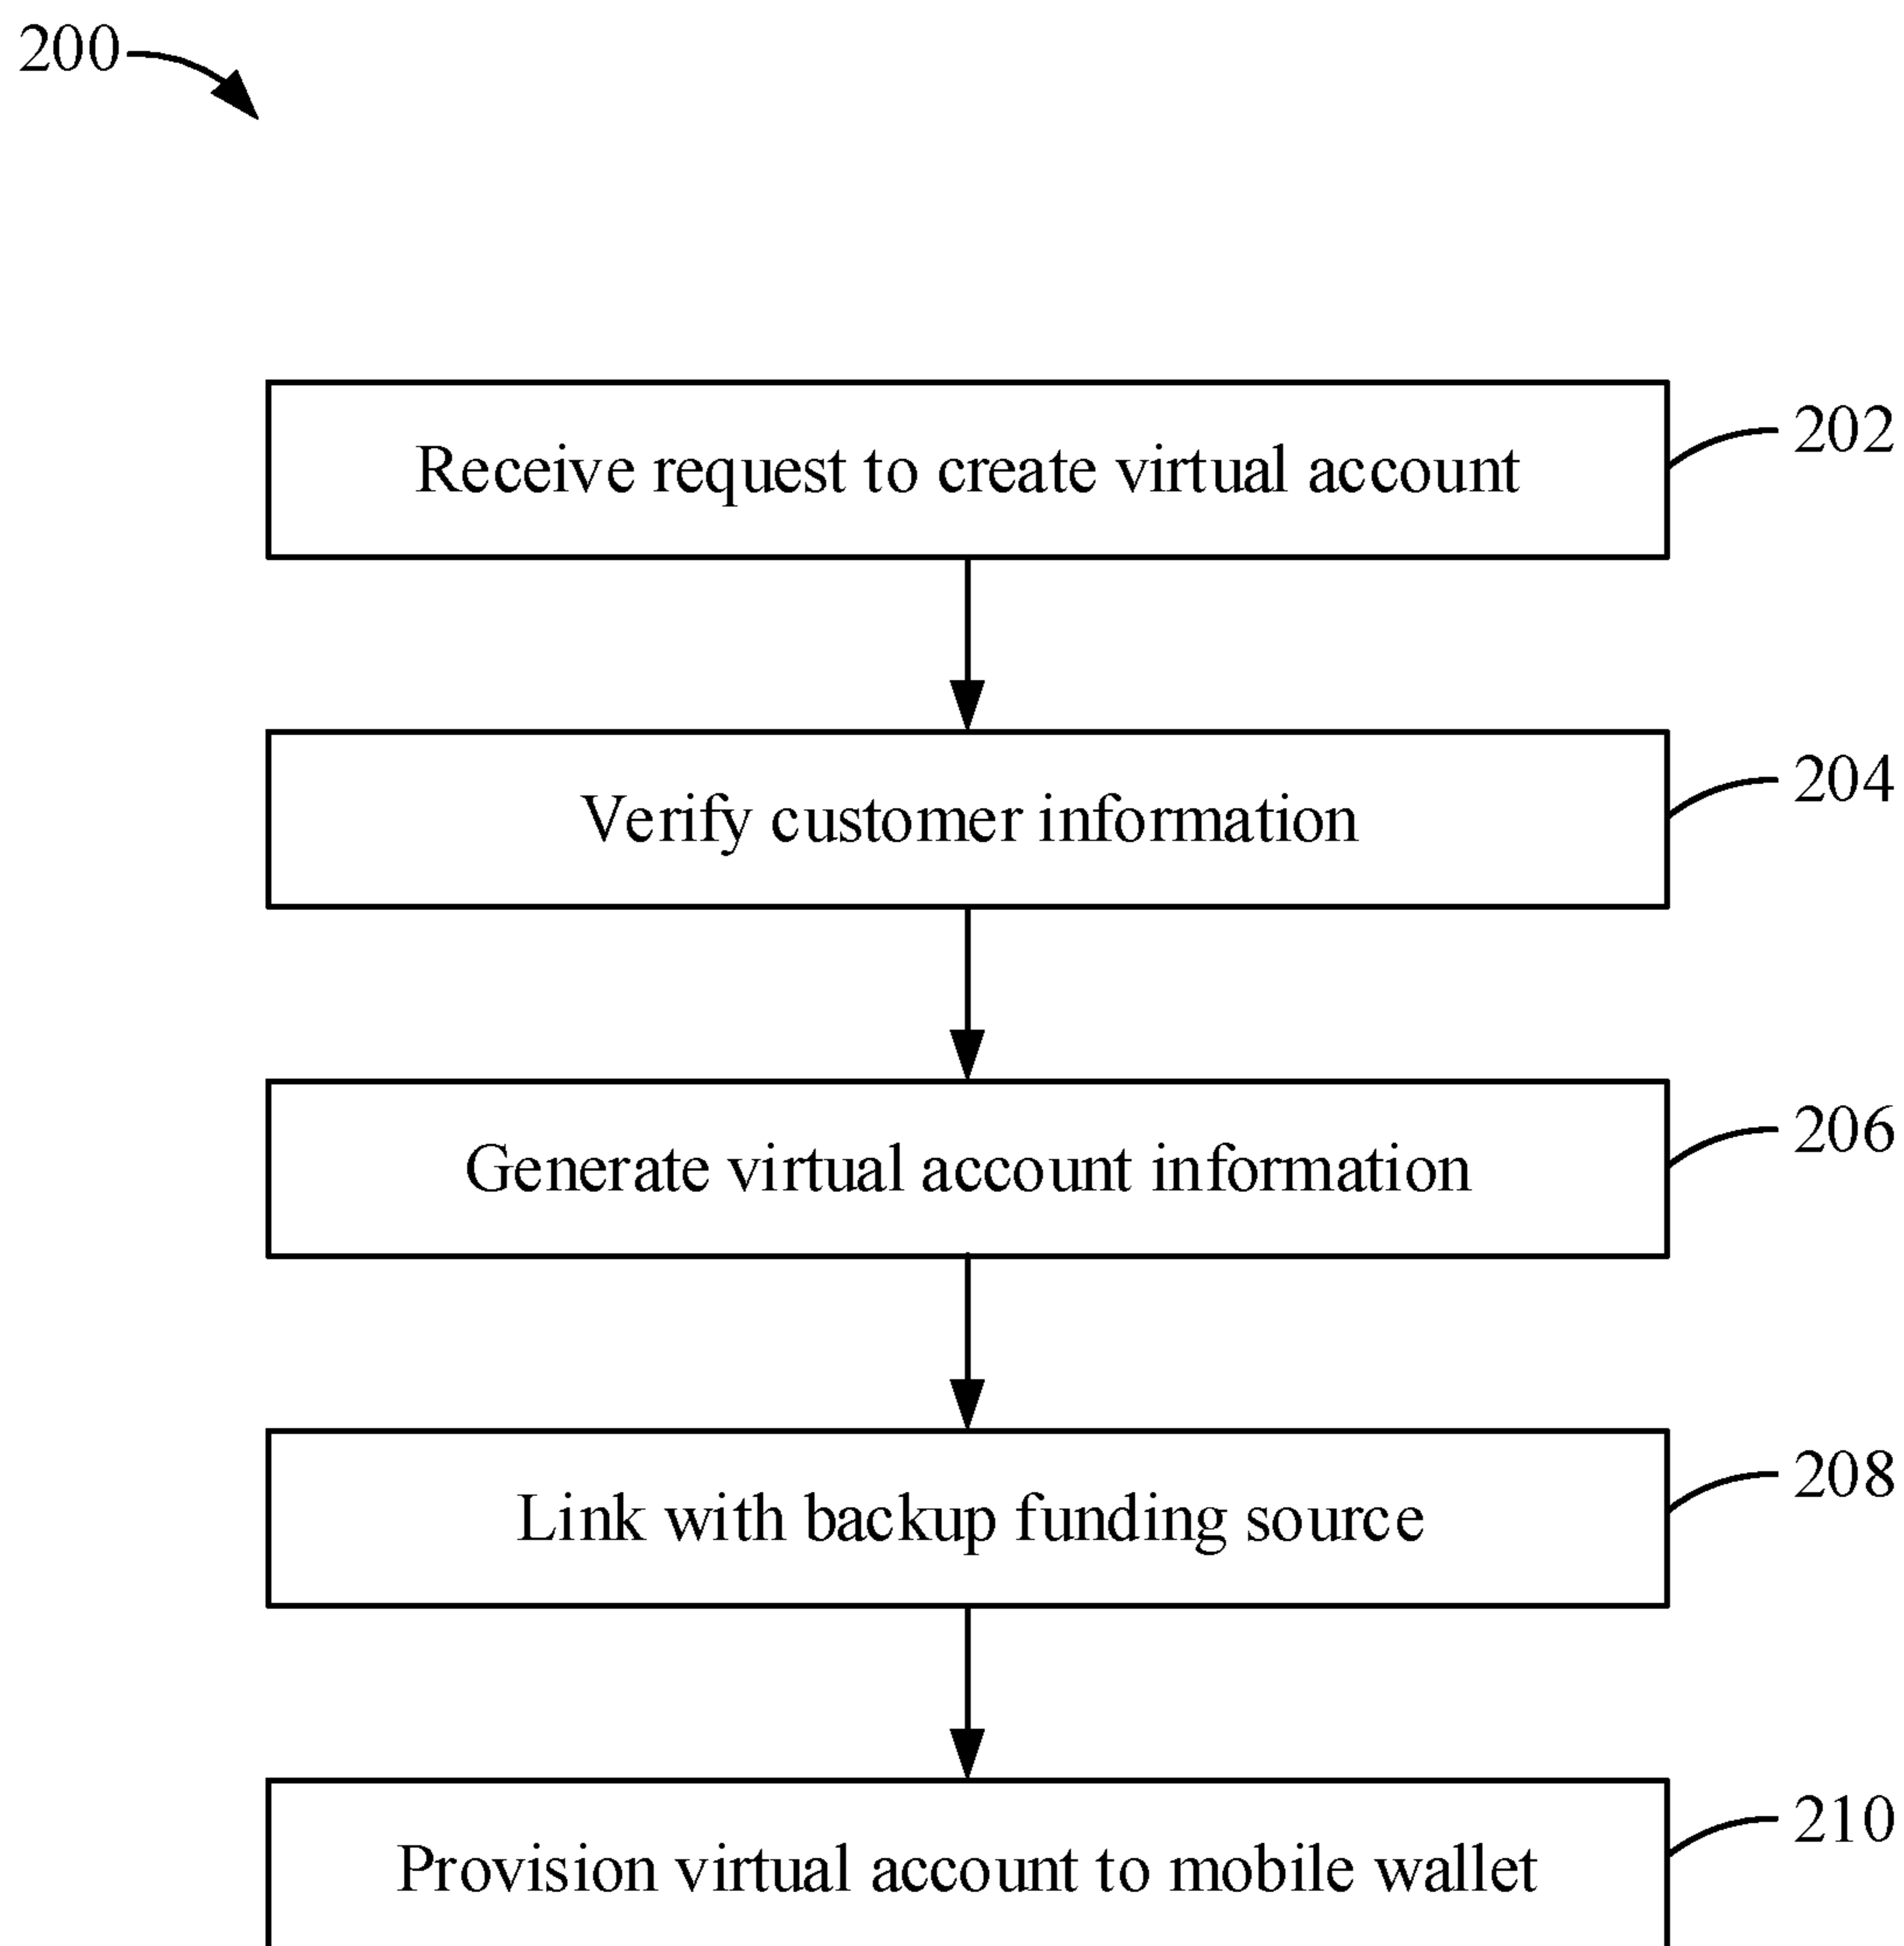 200
Receive request to create virtual account
202
Verify customer information
204
Generate virtual account information
206
Link with backup funding source
208
Provision virtual account to mobile wallet
210